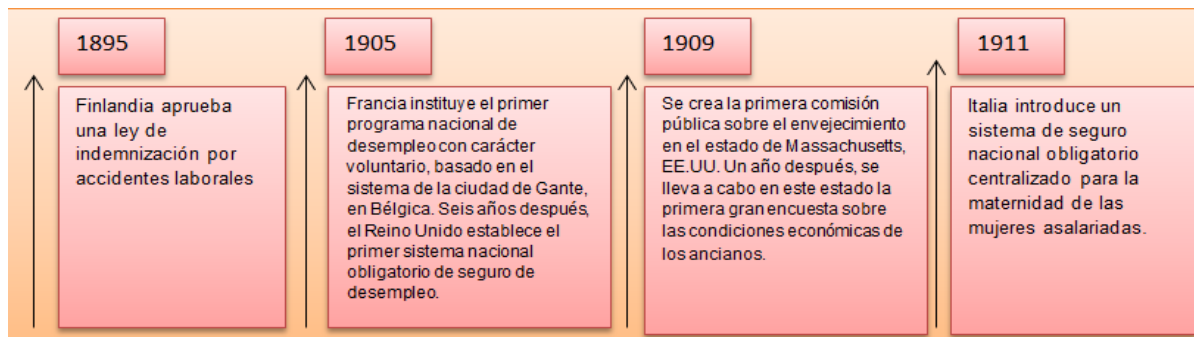 1895
Finlandia aprueba
una ley de
indemnización por
accidentes laborales
1905
Francia instituye el primer
programa nacional de
desempleo con carácter
voluntario, basado en el
sistema de la ciudad de Gante,
en Bélgica. Seis años después,
el Reino Unido establece el
primer sistema nacional
obligatorio de seguro de
desempleo.
1909
Se crea la primera comisión
pública sobre el envejecimiento
en el estado de Massachusetts,
EE.UU. Un año después, se
lleva a cabo en este estado la
primera gran encuesta sobre
las condiciones económicas de
los ancianos.
1911
Italia introduce un
sistema de seguro
nacional obligatorio
centralizado para la
maternidad de las
mujeres asalariadas.